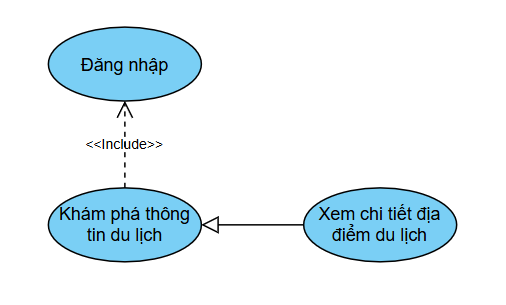 Đăng nhập
<<Include>>
Khám phá thông
tin du lịch
Xem chi tiết địa
điểm du lịch